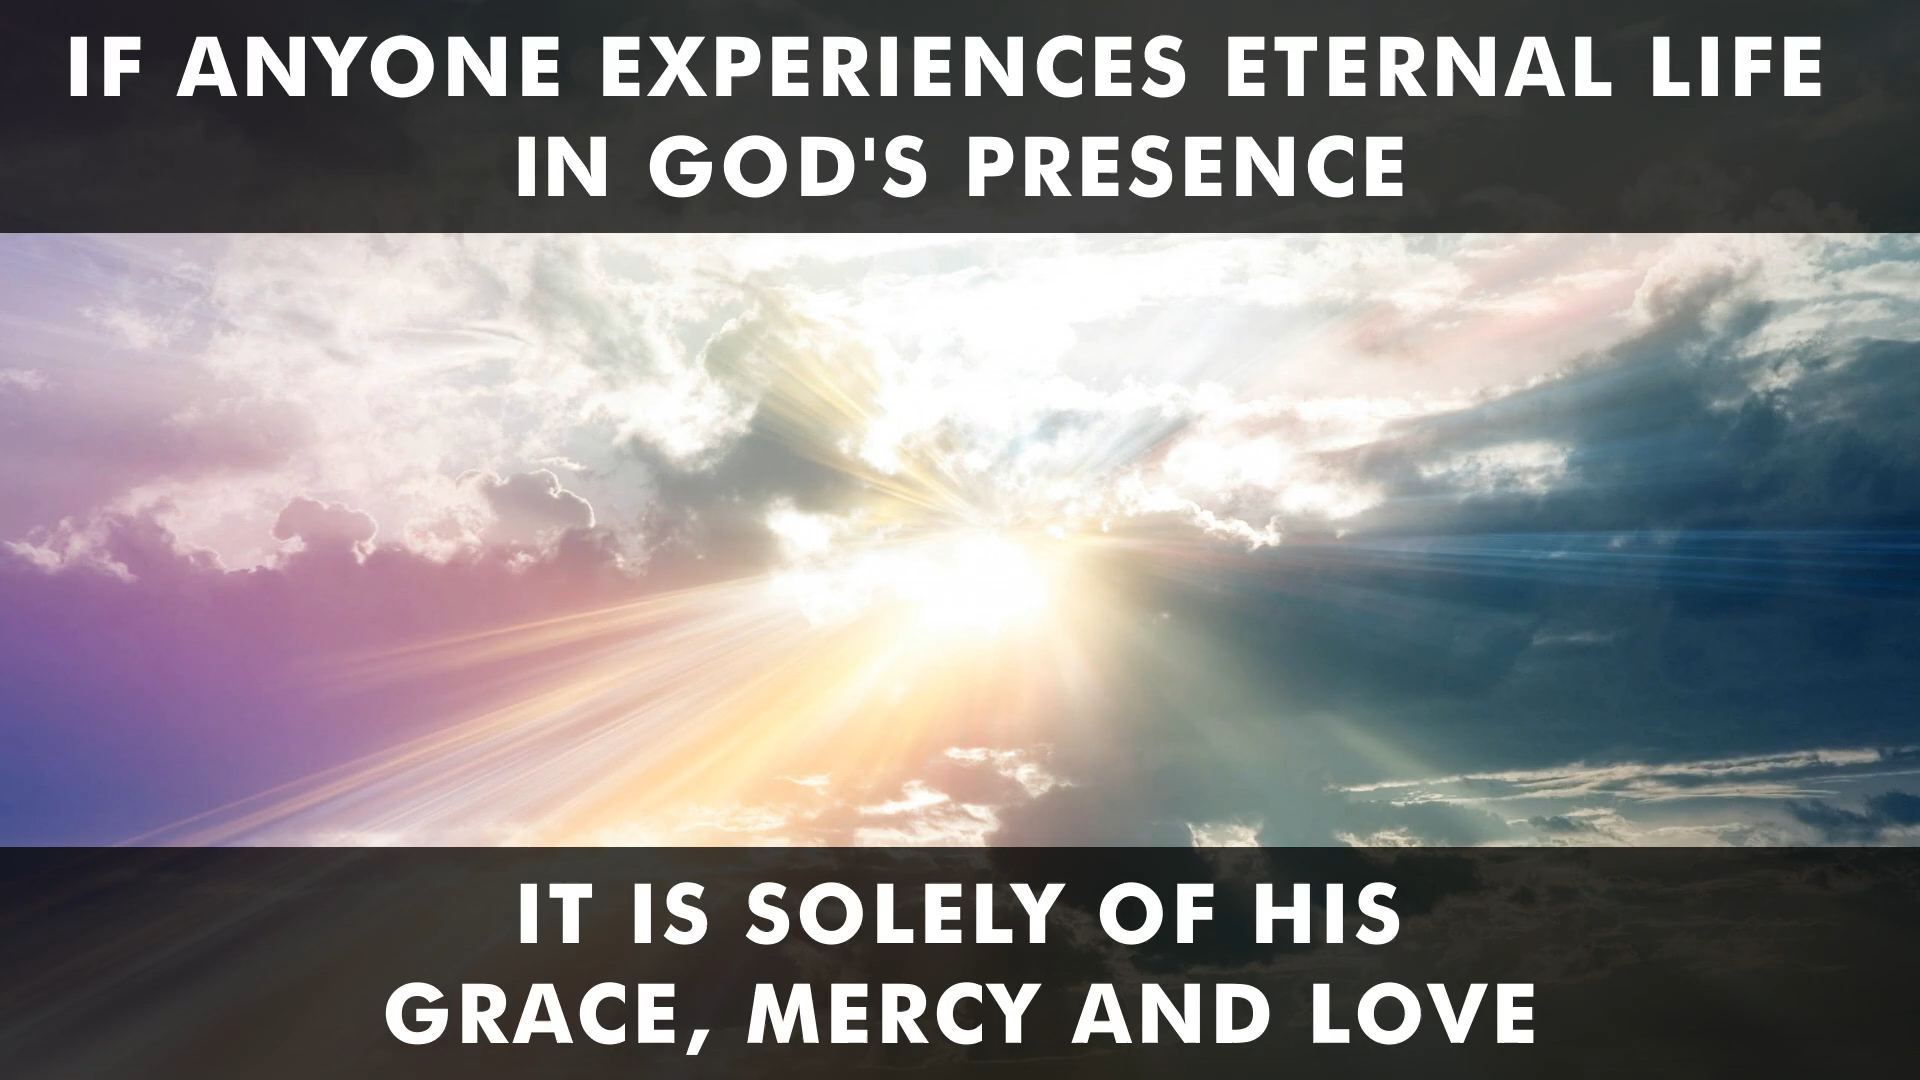 IF ANYONE EXPERIENCES ETERNAL LIFE
IN GOD'S PRESENCE
IT IS SOLELY OF HIS
GRACE, MERCY AND LOVE